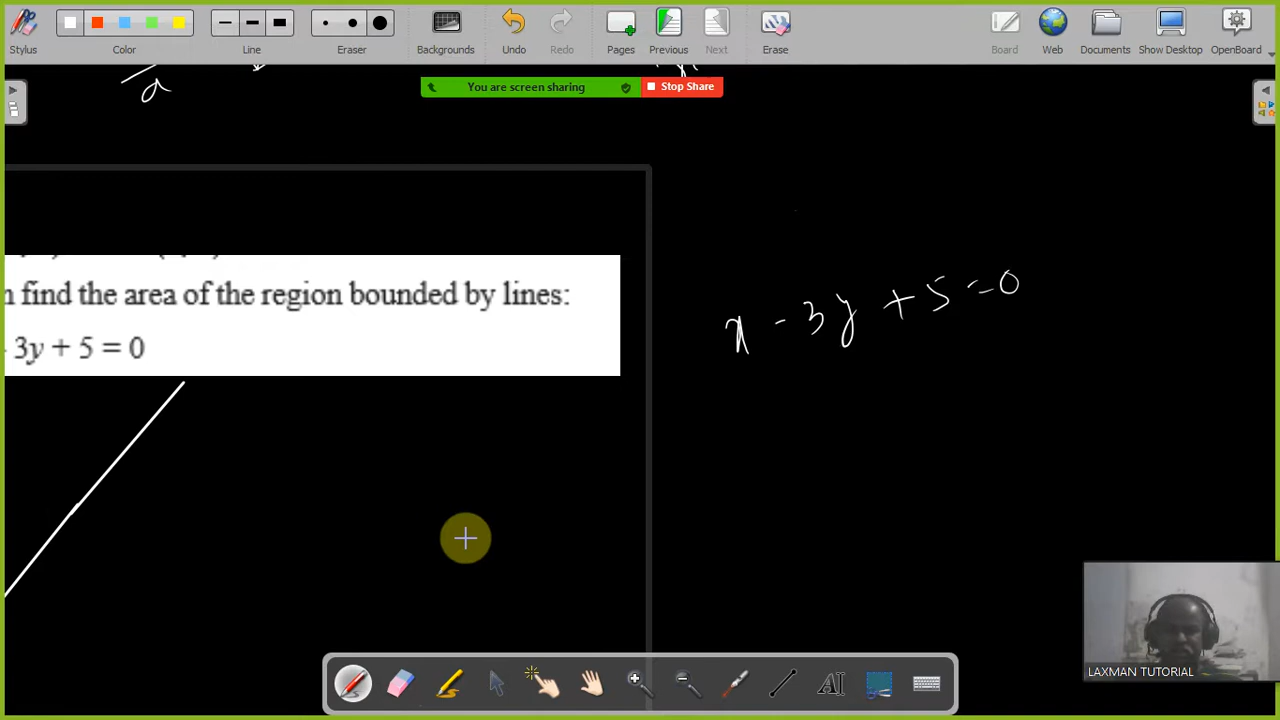 Stylus
Color
Line
Eraser
Backgrounds
Undo
Redo
Pages
Previous
Next
Erase
Board
Web
Documents
Show Desktop
OpenBoard
a
You are screen sharing
Stop Share
find the area of the region bounded by lines:
3y + 5 = 0
x - 3y + 5 = 0
LAXMAN TUTORIAL